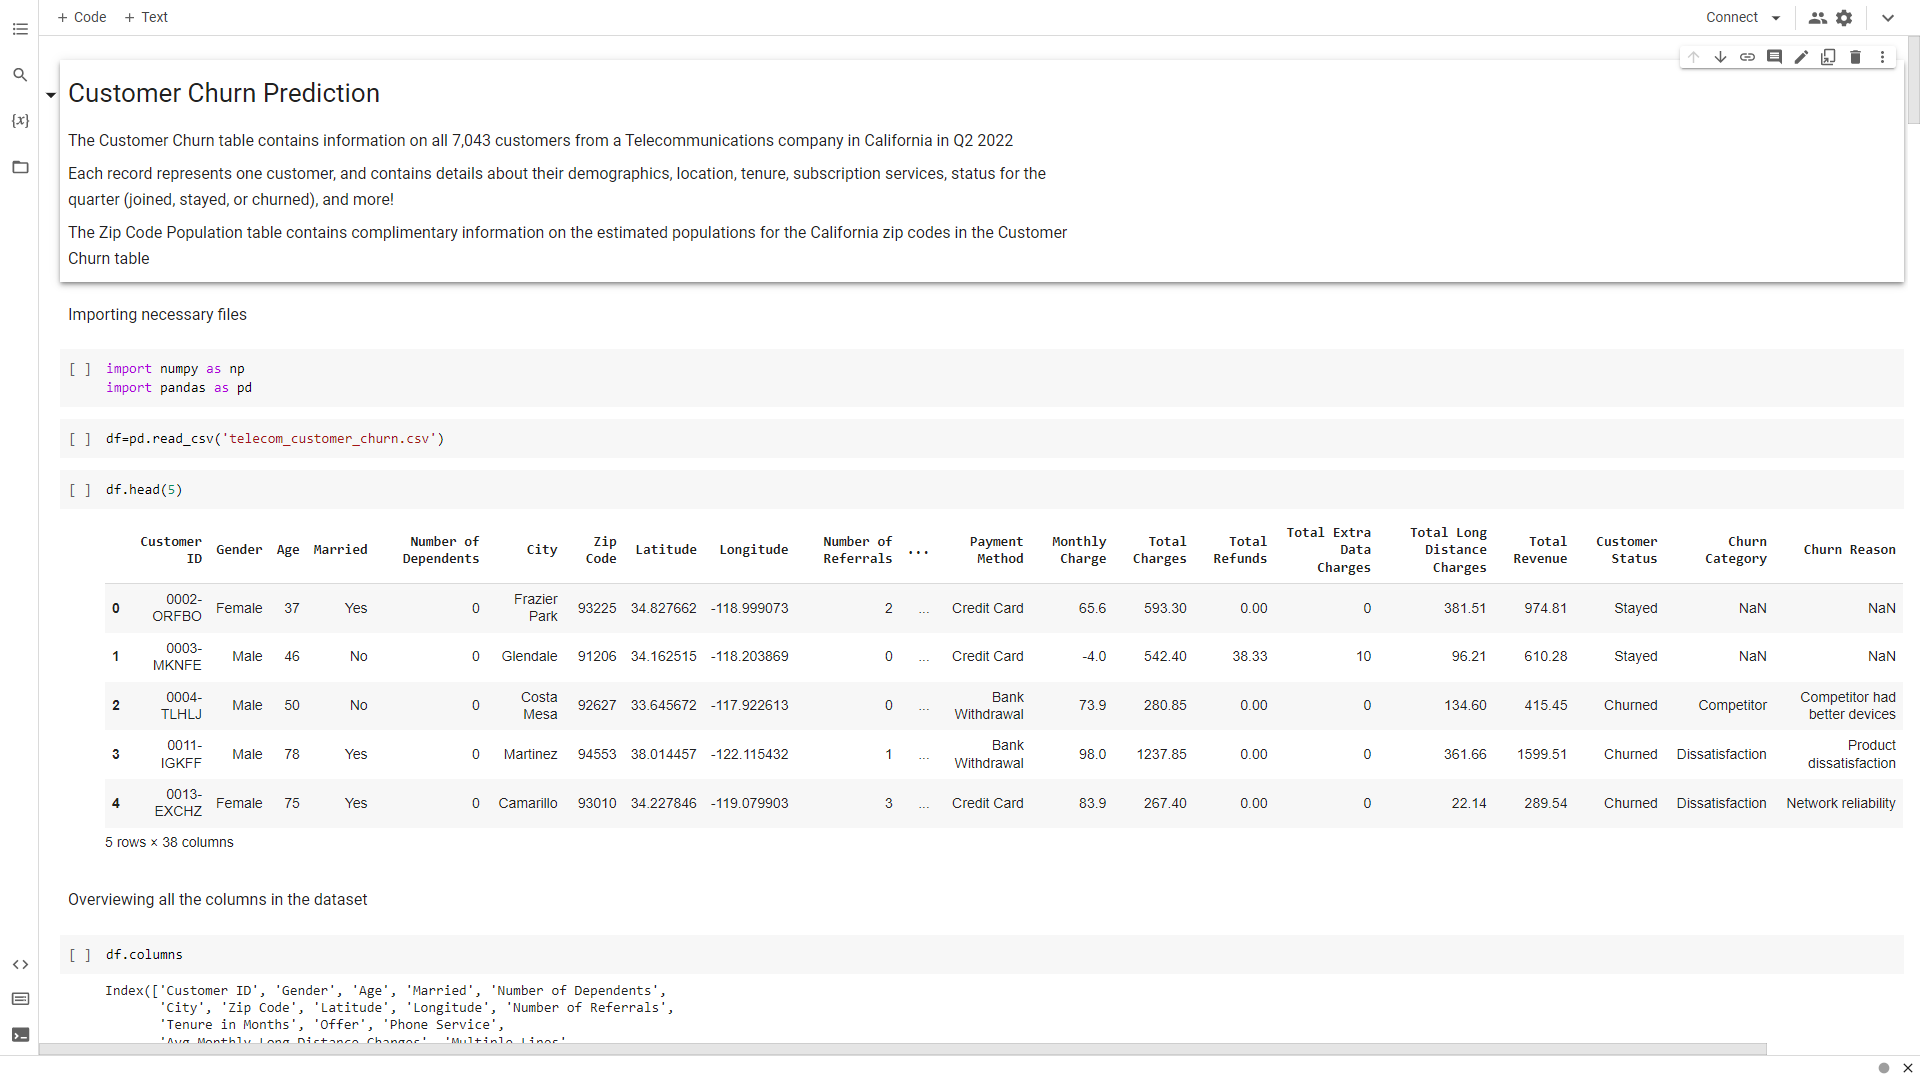 + Code + Text Connect
{x}
Customer Churn Prediction
The Customer Churn table contains information on all 7,043 customers from a Telecommunications company in California in Q2 2022
Each record represents one customer, and contains details about their demographics, location, tenure, subscription services, status for the
quarter (joined, stayed, or churned), and more!
The Zip Code Population table contains complimentary information on the estimated populations for the California zip codes in the Customer
Churn table
Importing necessary files
[ ] import numpy as np
import pandas as pd
[ ] df=pd.read_csv('telecom_customer_churn.csv')
[ ] df.head(5)
Customer ID Gender Age Married Number of Dependents City Zip Code Latitude Longitude Number of Referrals ... Payment Method Monthly Charge Total Charges Total Refunds Total Extra Data Charges Total Long Distance Charges Total Revenue Customer Status Churn Category Churn Reason
0 0002-ORFBO Female 37 Yes 0 Frazier Park 93225 34.827662 -118.999073 2 ... Credit Card 65.6 593.30 0.00 0 381.51 974.81 Stayed NaN NaN
1 0003-MKNFE Male 46 No 0 Glendale 91206 34.162515 -118.203869 0 ... Credit Card -4.0 542.40 38.33 10 96.21 610.28 Stayed NaN NaN
2 0004-TLHLJ Male 50 No 0 Costa Mesa 92627 33.645672 -117.922613 0 ... Bank Withdrawal 73.9 280.85 0.00 0 134.60 415.45 Churned Competitor Competitor had better devices
3 0011-IGKFF Male 78 Yes 0 Martinez 94553 38.014457 -122.115432 1 ... Bank Withdrawal 98.0 1237.85 0.00 0 361.66 1599.51 Churned Dissatisfaction Product dissatisfaction
4 0013-EXCHZ Female 75 Yes 0 Camarillo 93010 34.227846 -119.079903 3 ... Credit Card 83.9 267.40 0.00 0 22.14 289.54 Churned Dissatisfaction Network reliability
5 rows × 38 columns
Overviewing all the columns in the dataset
[ ] df.columns
Index(['Customer ID', 'Gender', 'Age', 'Married', 'Number of Dependents',
'City', 'Zip Code', 'Latitude', 'Longitude', 'Number of Referrals',
'Tenure in Months', 'Offer', 'Phone Service',
'Avg Monthly Long Distance Charges', 'Multiple Lines',